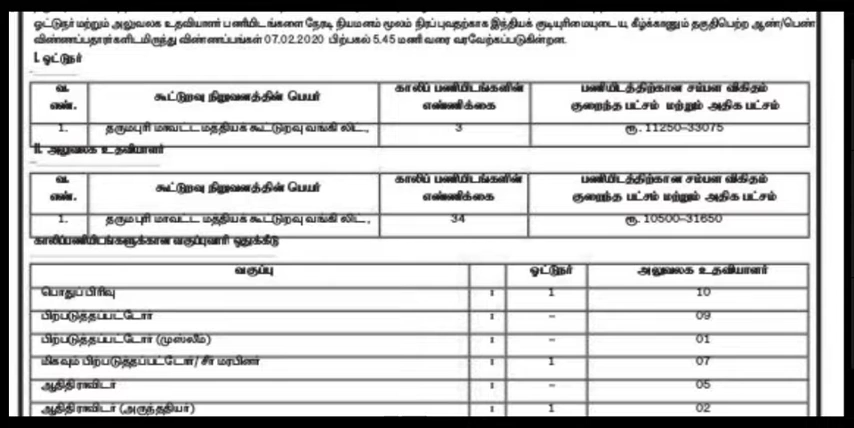 ஓட்டுநர் மற்றும் அலுவலக உதவியாளர் பணியிடங்களை நேரடி நியமனம் மூலம் நிரப்புவதற்காக இந்தியக் குடியுரிமையுடைய, கீழ்க்காணும் தகுதிபெற்ற ஆண்/பெண்
விண்ணப்பதாரர்களிடமிருந்து விண்ணப்பங்கள் 07.02.2020 பிற்பகல் 5.45 மணி வரை வரவேற்கப்படுகின்றன.
I. ஓட்டுநர்
வ. எண். கூட்டுறவு நிறுவனத்தின் பெயர் காலிப் பணியிடங்களின் எண்ணிக்கை பணியிடத்திற்கான சம்பள விகிதம் குறைந்த பட்சம் மற்றும் அதிக பட்சம்
1. தருமபுரி மாவட்ட மத்தியக் கூட்டுறவு வங்கி லிட்., 3 ரூ. 11250–33075
II. அலுவலக உதவியாளர்
வ. எண். கூட்டுறவு நிறுவனத்தின் பெயர் காலிப் பணியிடங்களின் எண்ணிக்கை பணியிடத்திற்கான சம்பள விகிதம் குறைந்த பட்சம் மற்றும் அதிக பட்சம்
1. தருமபுரி மாவட்ட மத்தியக் கூட்டுறவு வங்கி லிட்., 34 ரூ. 10500–31650
காலிப்பணியிடங்களுக்கான வகுப்புவாரி ஒதுக்கீடு
வகுப்பு ஓட்டுநர் அலுவலக உதவியாளர்
பொதுப் பிரிவு : 1 10
பிற்படுத்தப்பட்டோர் : – 09
பிற்படுத்தப்பட்டோர் (முஸ்லீம்) : – 01
மிகவும் பிற்படுத்தப்பட்டோர்/ சீர் மரபினர் : 1 07
ஆதிதிராவிடர் : – 05
ஆதிதிராவிடர் (அருந்ததியர்) : 1 02